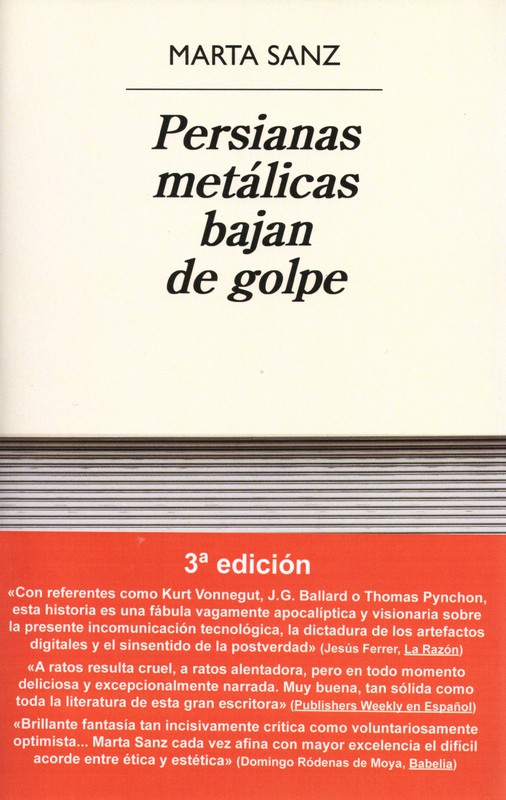 MARTA SANZ
Persianas
metálicas
bajan
de golpe
3ª edición
«Con referentes como Kurt Vonnegut, J.G. Ballard o Thomas Pynchon,
esta historia es una fábula vagamente apocalíptica y visionaria sobre
la presente incomunicación tecnológica, la dictadura de los artefactos
digitales y el sinsentido de la postverdad» (Jesús Ferrer, La Razón)
«A ratos resulta cruel, a ratos alentadora, pero en todo momento
deliciosa y excepcionalmente narrada. Muy buena, tan sólida como
toda la literatura de esta gran escritora» (Publishers Weekly en Español)
«Brillante fantasía tan incisivamente crítica como voluntariosamente
optimista... Marta Sanz cada vez afina con mayor excelencia el difícil
acorde entre ética y estética» (Domingo Ródenas de Moya, Babelia)